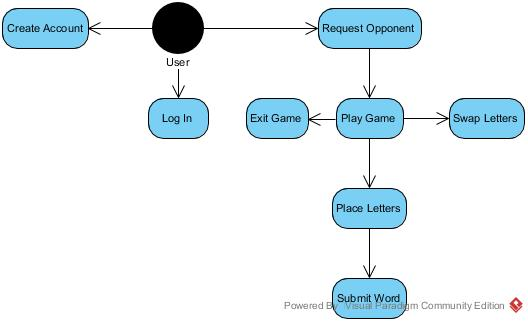 Create Account
Request Opponent
User
Log In
Exit Game
Play Game
Swap Letters
Place Letters
Submit Word
Powered By Visual Paradigm Community Edition